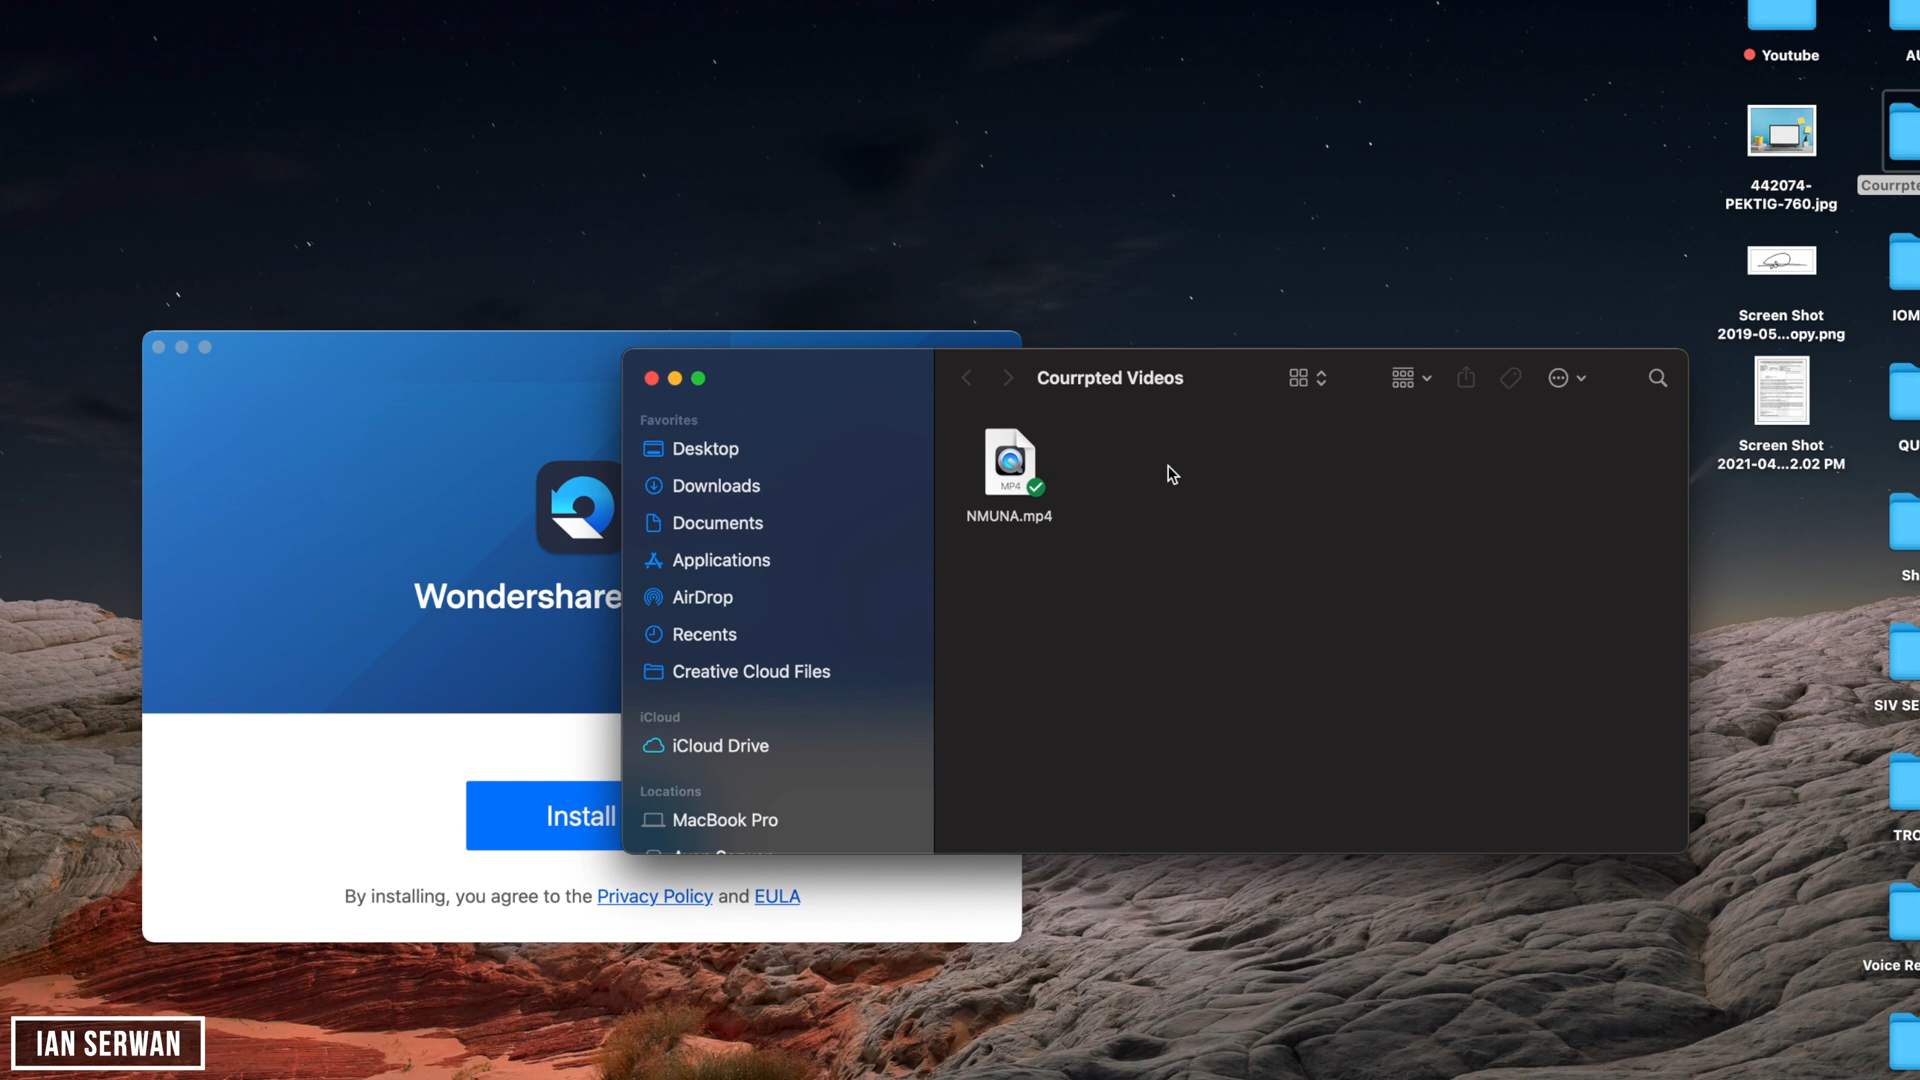 Youtube
442074-
PEKTIG-760.jpg
Screen Shot
2019-05...opy.png
Screen Shot
2021-04...2.02 PM
Courrpted Videos
Favorites
Desktop
Downloads
Documents
Applications
AirDrop
Recents
Creative Cloud Files
iCloud
iCloud Drive
Locations
MacBook Pro
MP4
NMUNA.mp4
Wondershare
Install
By installing, you agree to the Privacy Policy and EULA
AU
Courrpte
IOM
QU
Sh
SIV SE
TRO
Voice Re
IAN SERWAN